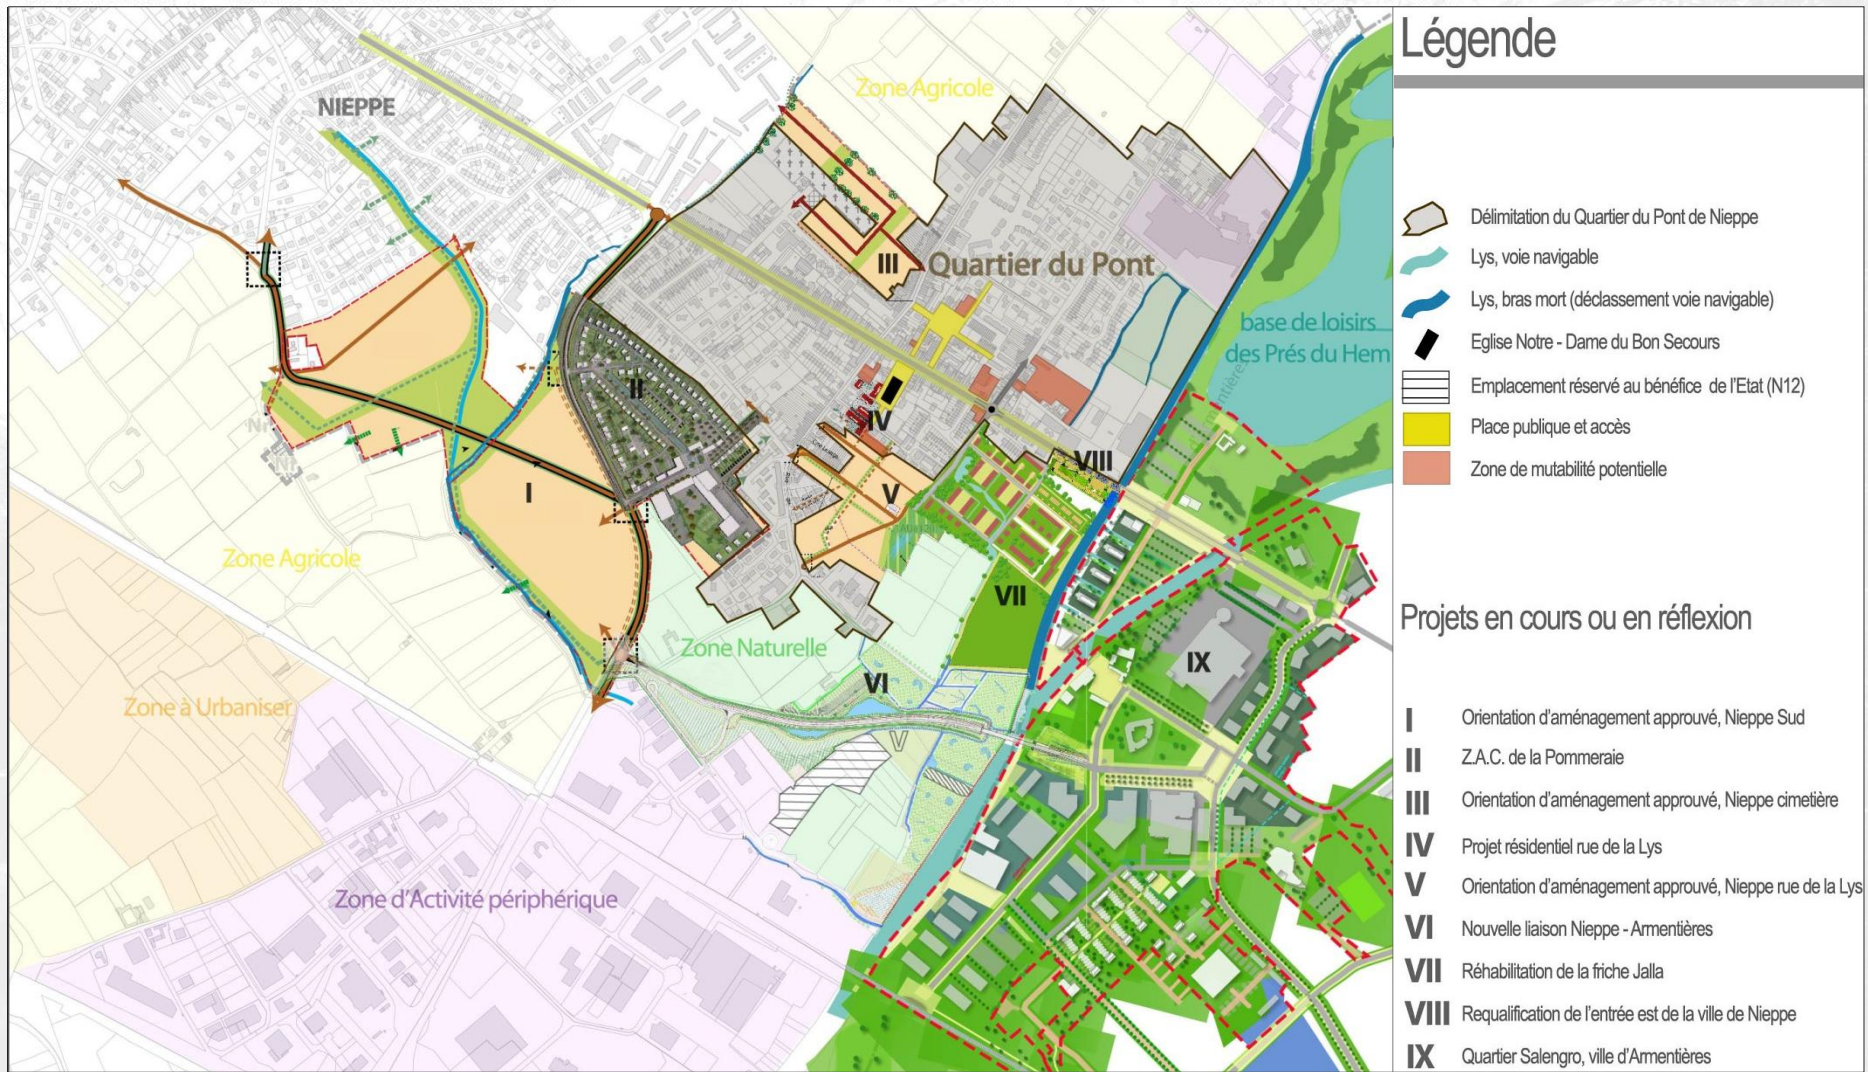 NIEPPE
Zone Agricole
Quartier du Pont
base de loisirs
des Prés du Hem
III
II
IV
V
VIII
I
VII
Zone Agricole
Zone Naturelle
VI
V
IX
Zone à Urbaniser
Zone d'Activité périphérique
Légende
Délimitation du Quartier du Pont de Nieppe
Lys, voie navigable
Lys, bras mort (déclassement voie navigable)
Eglise Notre - Dame du Bon Secours
Emplacement réservé au bénéfice de l'Etat (N12)
Place publique et accès
Zone de mutabilité potentielle
Projets en cours ou en réflexion
I Orientation d'aménagement approuvé, Nieppe Sud
II Z.A.C. de la Pommeraie
III Orientation d'aménagement approuvé, Nieppe cimetière
IV Projet résidentiel rue de la Lys
V Orientation d'aménagement approuvé, Nieppe rue de la Lys
VI Nouvelle liaison Nieppe - Armentières
VII Réhabilitation de la friche Jalla
VIII Requalification de l'entrée est de la ville de Nieppe
IX Quartier Salengro, ville d'Armentières